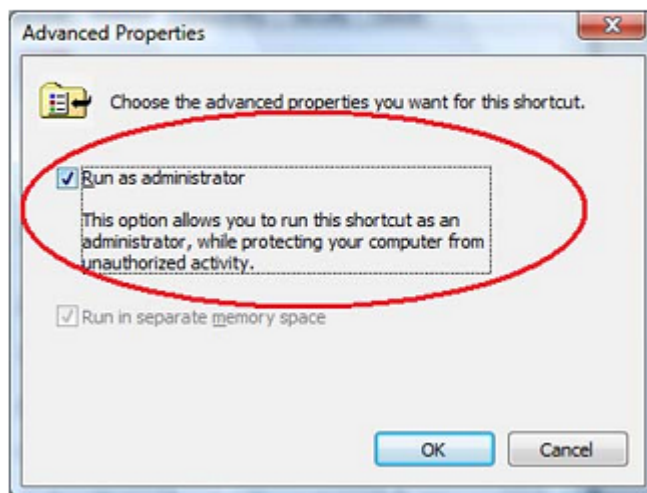 Advanced Properties
Choose the advanced properties you want for this shortcut.
Run as administrator
This option allows you to run this shortcut as an
administrator, while protecting your computer from
unauthorized activity.
Run in separate memory space
OK
Cancel